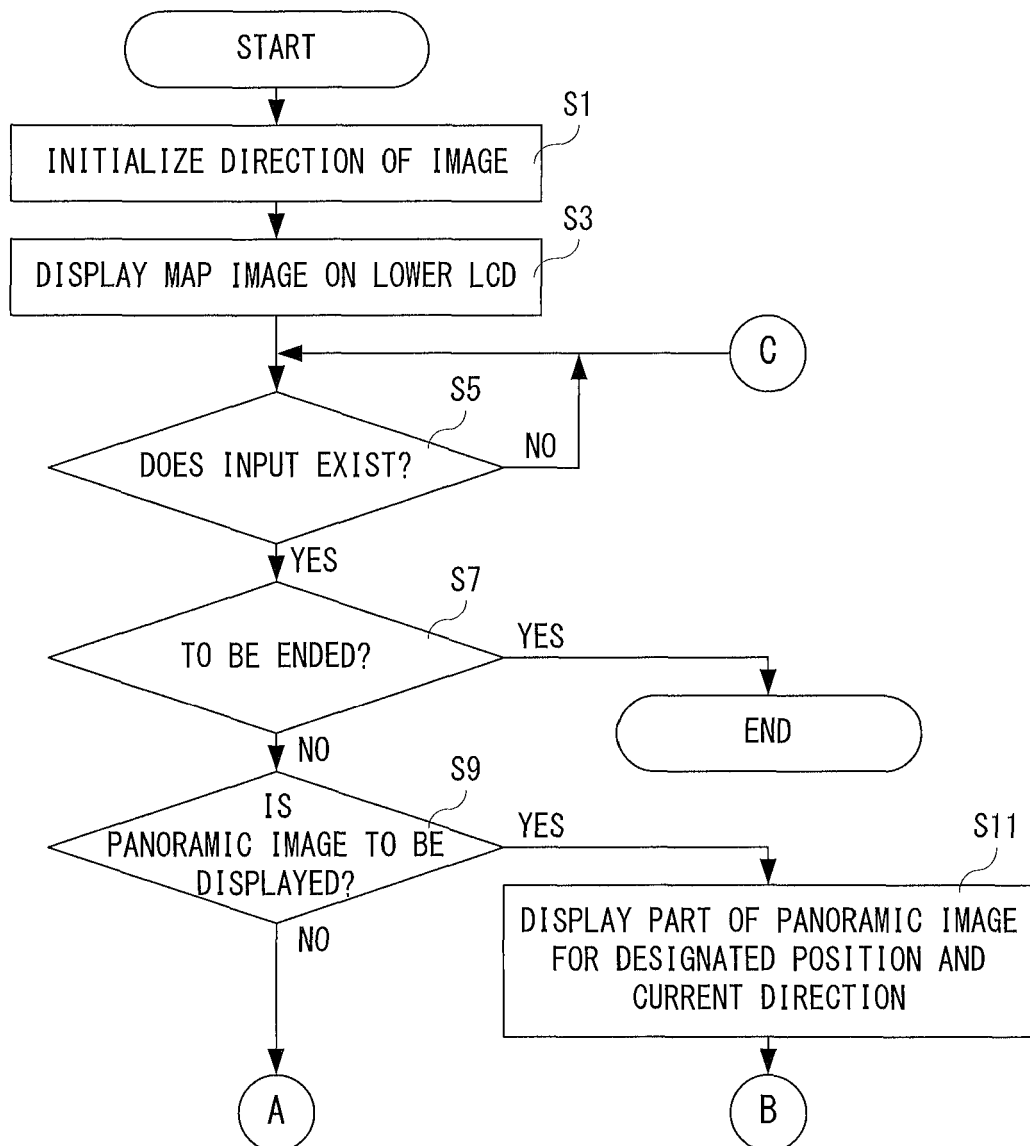 START
S1
INITIALIZE DIRECTION OF IMAGE
S3
DISPLAY MAP IMAGE ON LOWER LCD
C
S5
DOES INPUT EXIST?
NO
YES
S7
TO BE ENDED?
YES
END
NO
S9
IS
PANORAMIC IMAGE TO BE
DISPLAYED?
YES
S11
DISPLAY PART OF PANORAMIC IMAGE
FOR DESIGNATED POSITION AND
CURRENT DIRECTION
NO
A
B